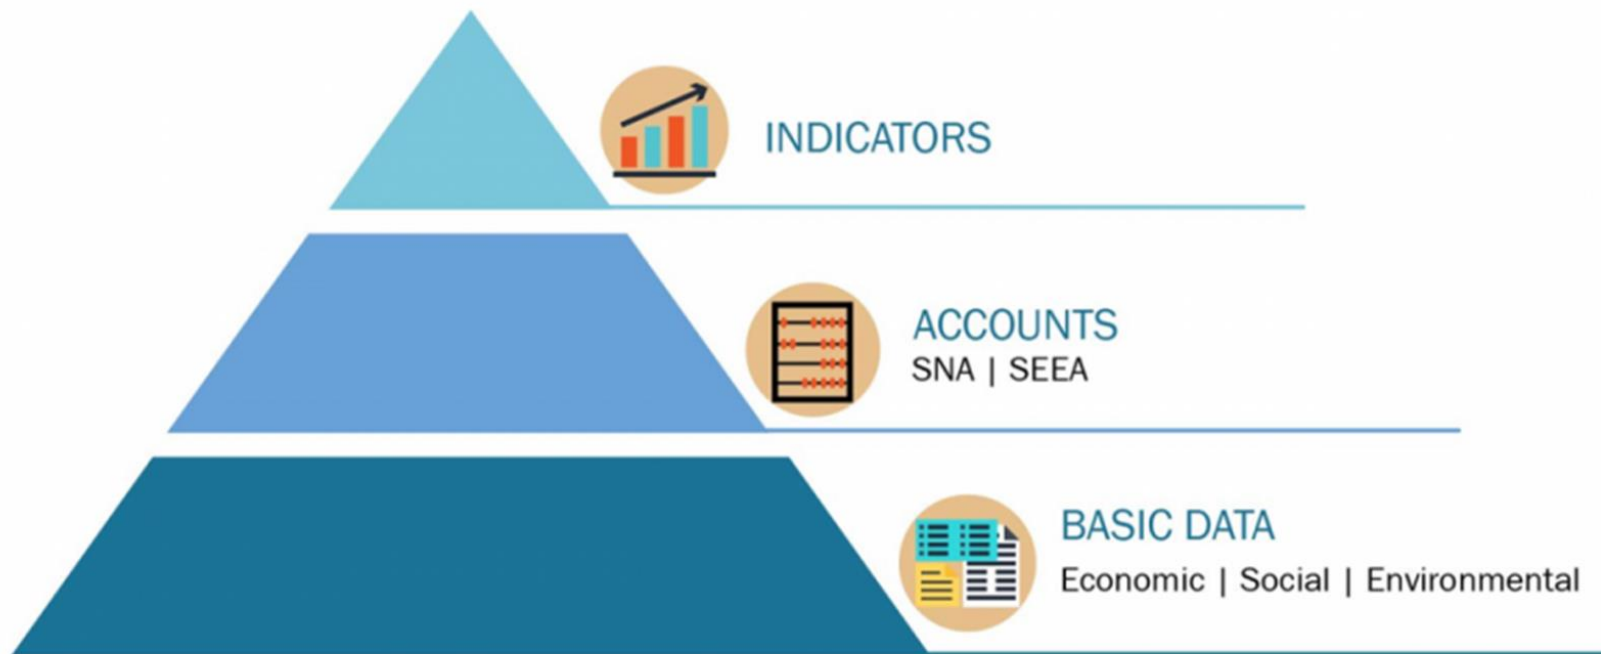 INDICATORS
ACCOUNTS
SNA | SEEA
BASIC DATA
Economic | Social | Environmental